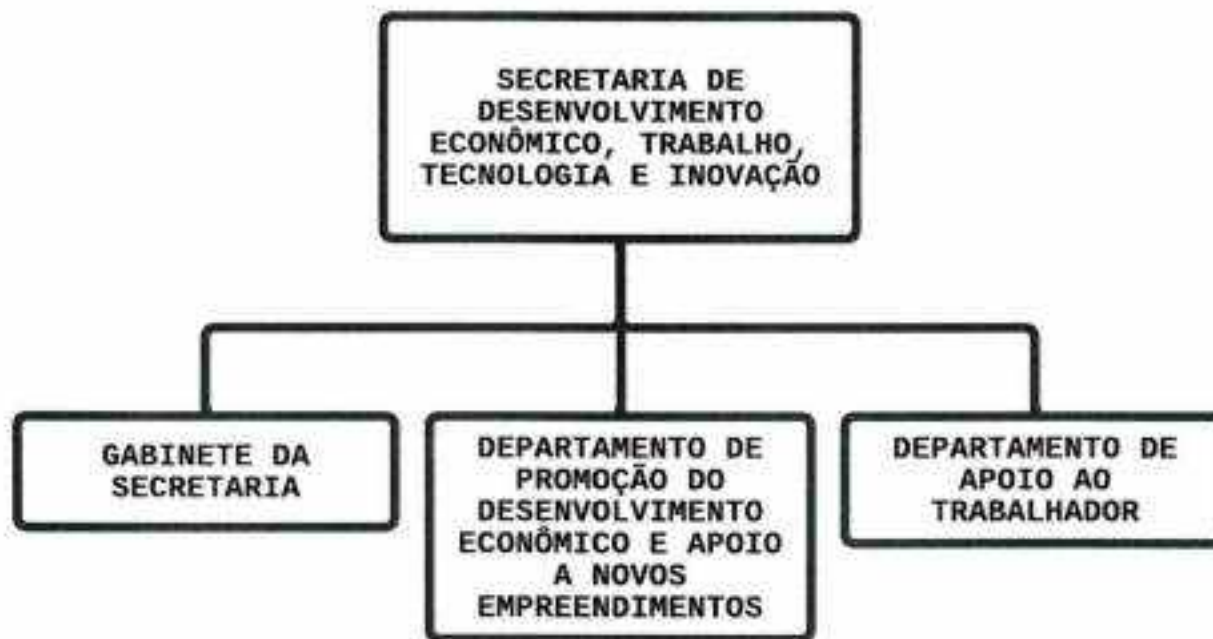 SECRETARIA DE
DESENVOLVIMENTO
ECONÔMICO, TRABALHO,
TECNOLOGIA E INOVAÇÃO
GABINETE DA
SECRETARIA
DEPARTAMENTO DE
PROMOÇÃO DO
DESENVOLVIMENTO
ECONÔMICO E APOIO
A NOVOS
EMPREENDIMENTOS
DEPARTAMENTO DE
APOIO AO
TRABALHADOR